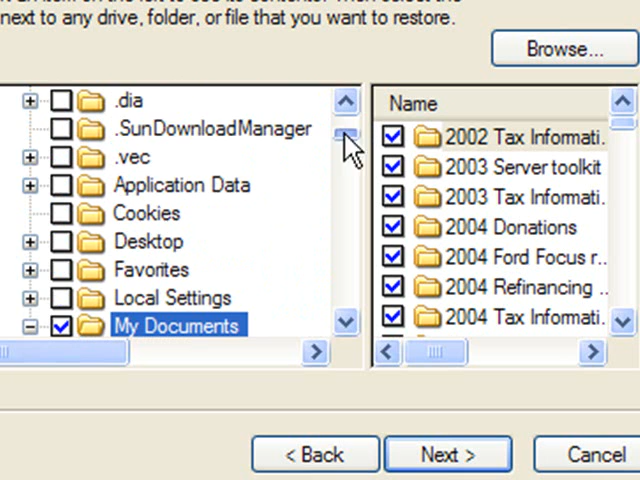 next to any drive, folder, or file that you want to restore.
Browse...
.dia
.SunDownloadManager
.vec
Application Data
Cookies
Desktop
Favorites
Local Settings
My Documents
Name
2002 Tax Informati.
2003 Server toolkit
2003 Tax Informati.
2004 Donations
2004 Ford Focus r..
2004 Refinancing ..
2004 Tax Informati.
< Back
Next >
Cancel